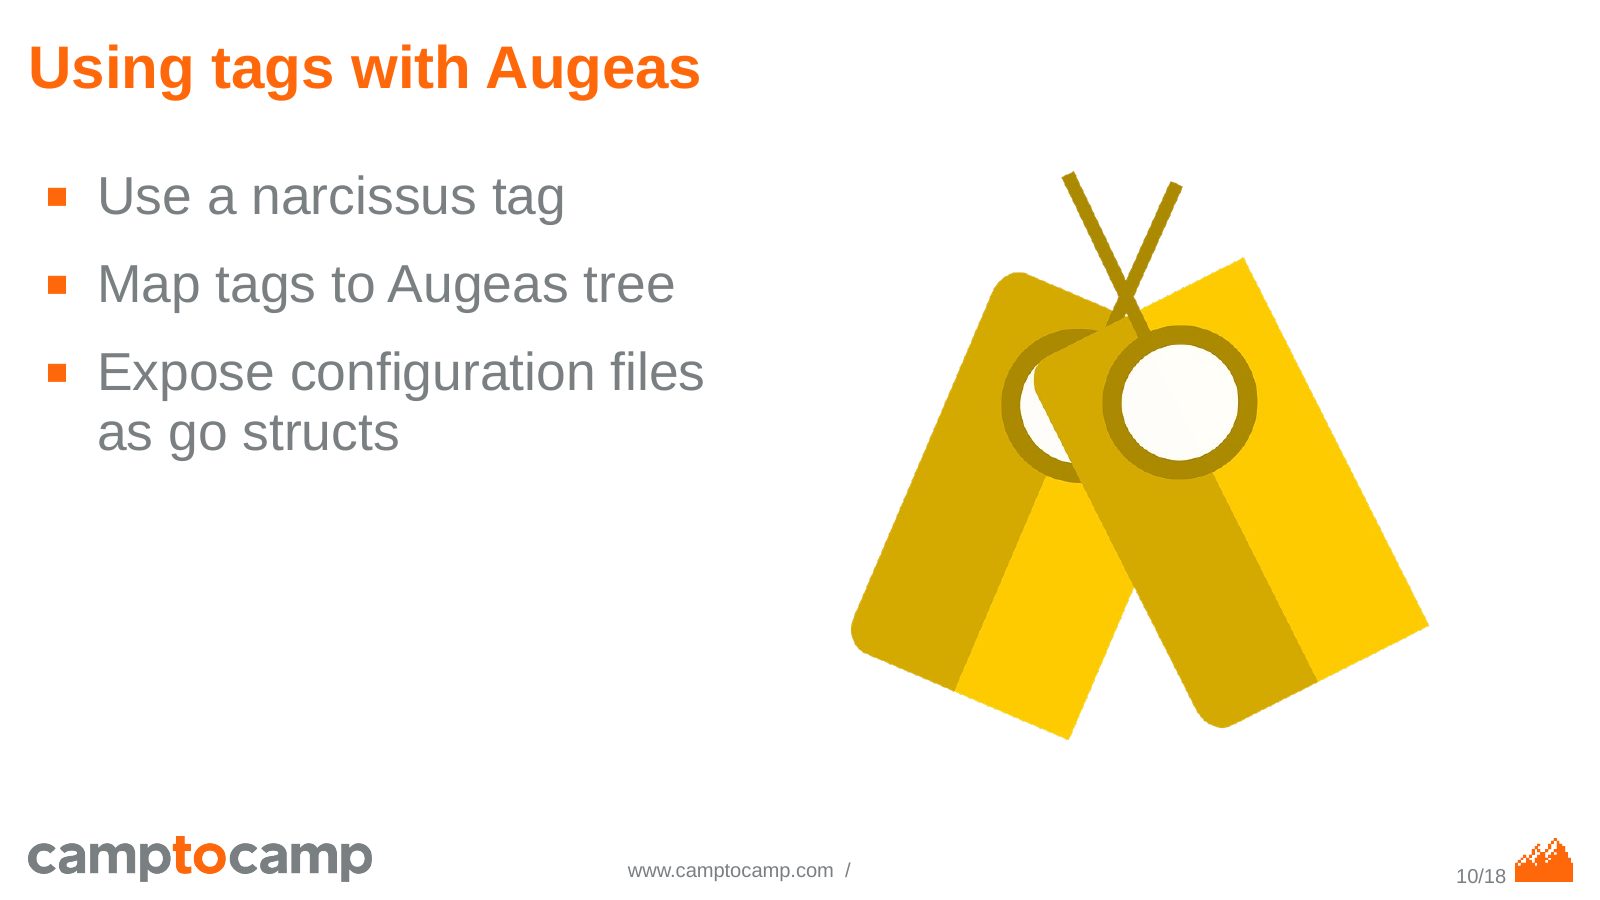 Using tags with Augeas
Use a narcissus tag
Map tags to Augeas tree
Expose configuration files
as go structs
camptocamp
www.camptocamp.com /
10/18